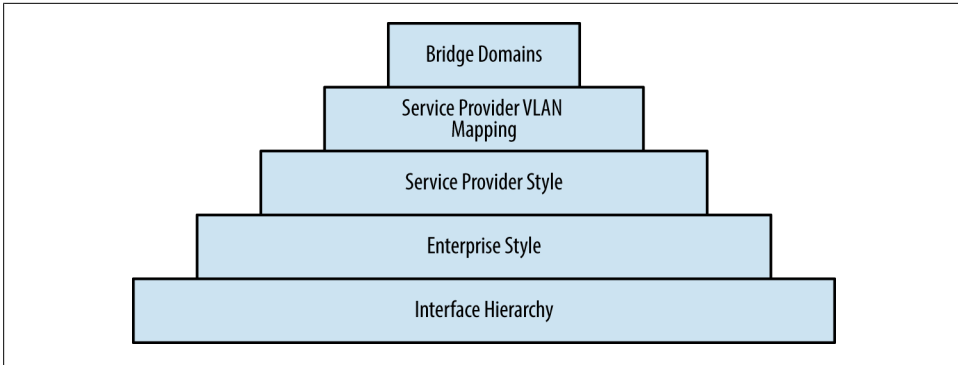 Bridge Domains
Service Provider VLAN
Mapping
Service Provider Style
Enterprise Style
Interface Hierarchy